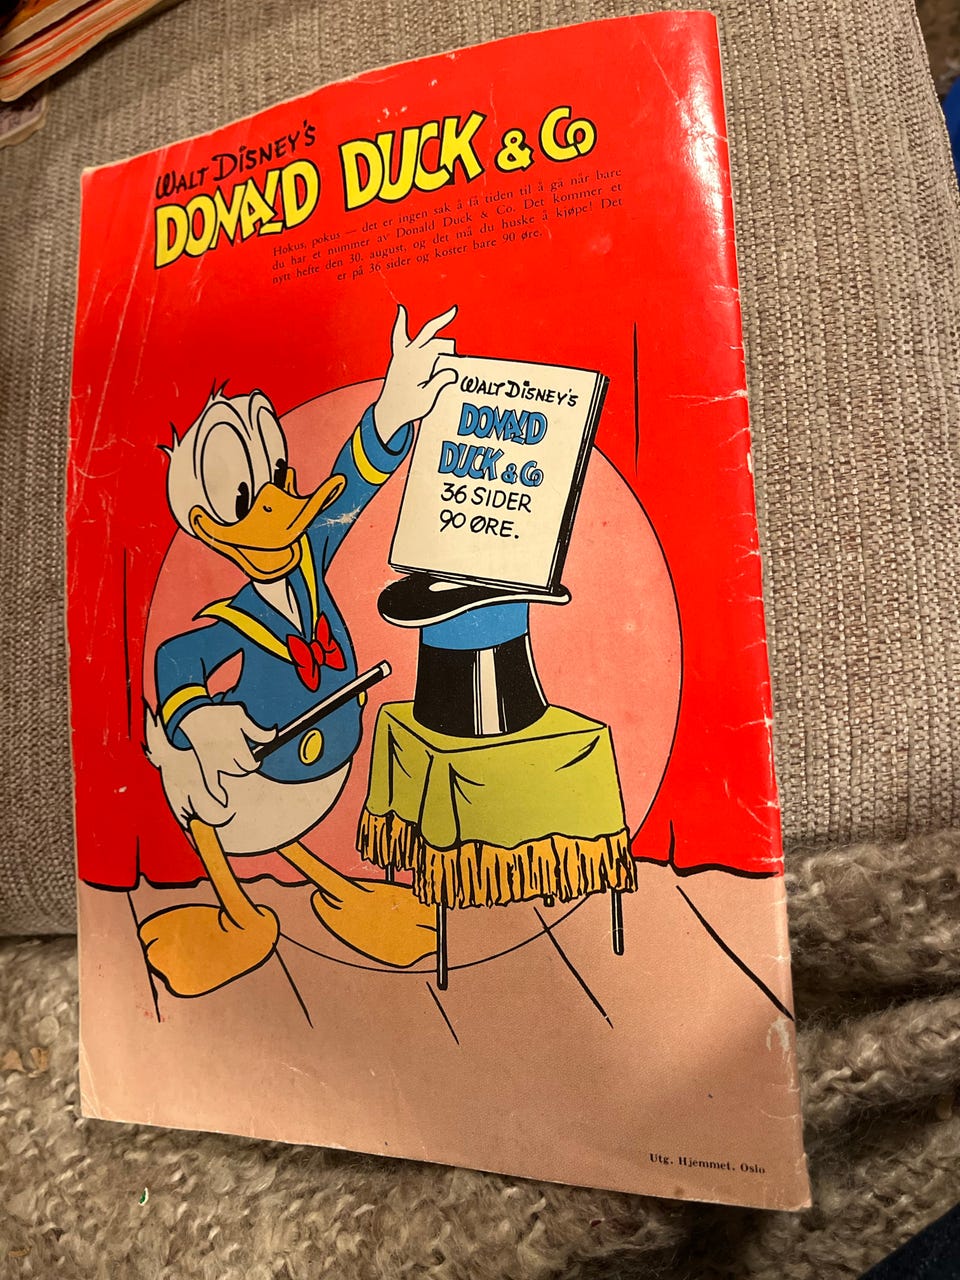 WALT DISNEY'S
DONALD DUCK & Co
Hokus, pokus — det er ingen sak å få tiden til å gå når bare
du har et nummer av Donald Duck & Co. Det kommer et
nytt hefte den 30. august, og det må du huske å kjøpe! Det
er på 36 sider og koster bare 90 øre.
WALT DISNEY'S
DONALD
DUCK & Co
36 SIDER
90 ØRE.
Utg. Hjemmet, Oslo